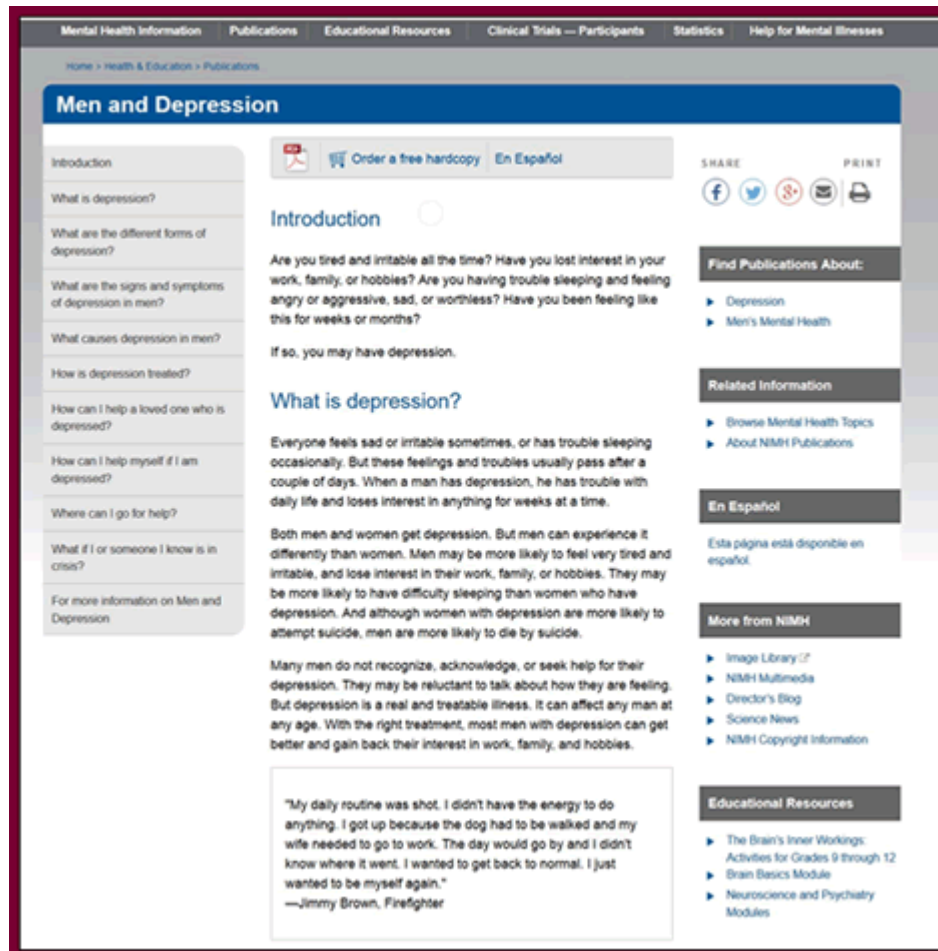 Mental Health Information Publications Educational Resources Clinical Trials — Participants Statistics Help for Mental Illnesses
Home > Health & Education > Publications
Men and Depression
Introduction
What is depression?
What are the different forms of
depression?
What are the signs and symptoms
of depression in men?
What causes depression in men?
How is depression treated?
How can I help a loved one who is
depressed?
How can I help myself if I am
depressed?
Where can I go for help?
What if I or someone I know is in
crisis?
For more information on Men and
Depression
Order a free hardcopy En Español
Introduction
Are you tired and irritable all the time? Have you lost interest in your
work, family, or hobbies? Are you having trouble sleeping and feeling
angry or aggressive, sad, or worthless? Have you been feeling like
this for weeks or months?
If so, you may have depression.
What is depression?
Everyone feels sad or irritable sometimes, or has trouble sleeping
occasionally. But these feelings and troubles usually pass after a
couple of days. When a man has depression, he has trouble with
daily life and loses interest in anything for weeks at a time.
Both men and women get depression. But men can experience it
differently than women. Men may be more likely to feel very tired and
irritable, and lose interest in their work, family, or hobbies. They may
be more likely to have difficulty sleeping than women who have
depression. And although women with depression are more likely to
attempt suicide, men are more likely to die by suicide.
Many men do not recognize, acknowledge, or seek help for their
depression. They may be reluctant to talk about how they are feeling.
But depression is a real and treatable illness. It can affect any man at
any age. With the right treatment, most men with depression can get
better and gain back their interest in work, family, and hobbies.
"My daily routine was shot. I didn't have the energy to do
anything. I got up because the dog had to be walked and my
wife needed to go to work. The day would go by and I didn't
know where it went. I wanted to get back to normal. I just
wanted to be myself again."
—Jimmy Brown, Firefighter
SHARE PRINT
Find Publications About:
Depression
Men's Mental Health
Related Information
Browse Mental Health Topics
About NIMH Publications
En Español
Esta página está disponible en
español.
More from NIMH
Image Library
NIMH Multimedia
Director's Blog
Science News
NIMH Copyright Information
Educational Resources
The Brain's Inner Workings:
Activities for Grades 9 through 12
Brain Basics Module
Neuroscience and Psychiatry
Modules